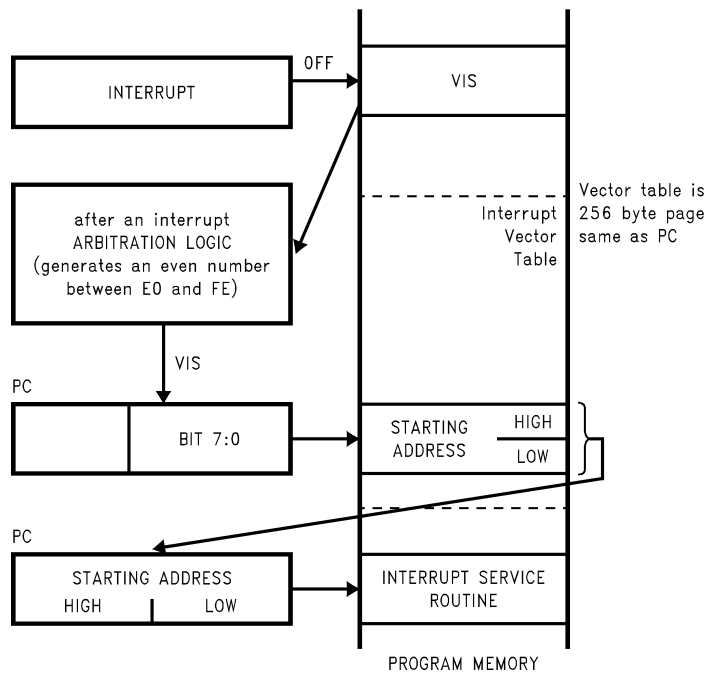 INTERRUPT
OFF
VIS
after an interrupt
ARBITRATION LOGIC
(generates an even number
between E0 and FE)
Interrupt
Vector
Table
Vector table is
256 byte page
same as PC
VIS
PC
BIT 7:0
STARTING
ADDRESS
HIGH
LOW
PC
STARTING ADDRESS
HIGH
LOW
INTERRUPT SERVICE
ROUTINE
PROGRAM MEMORY